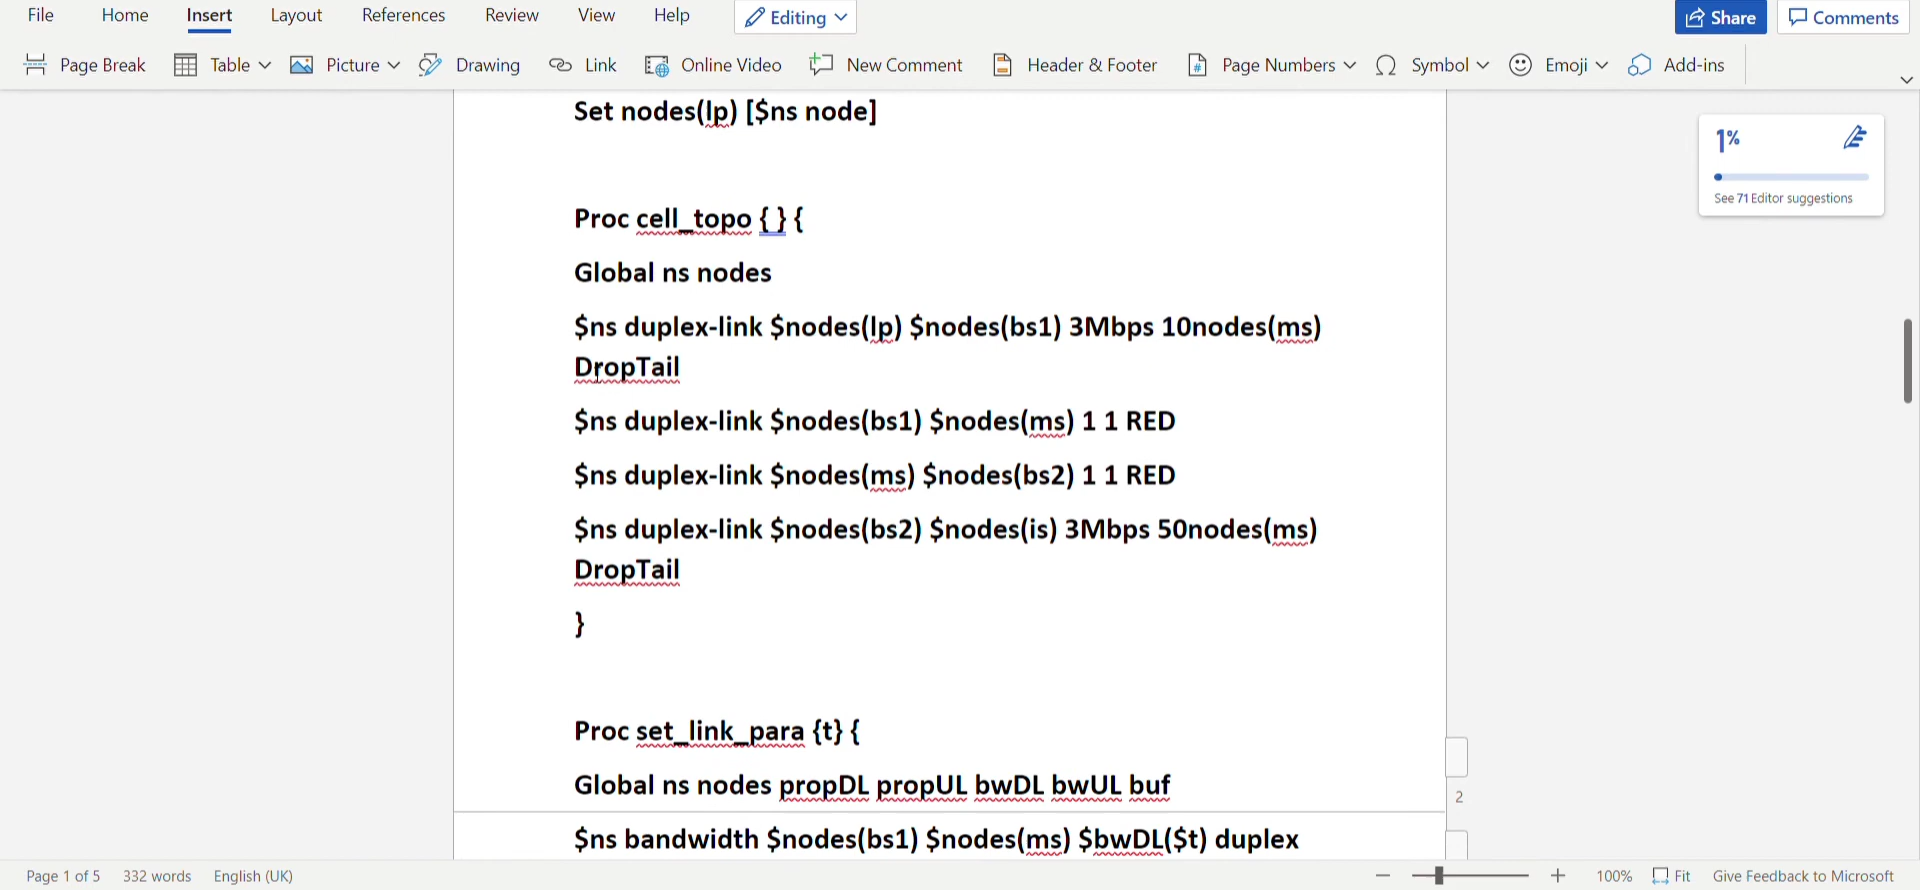 File Home Insert Layout References Review View Help Editing Share Comments
Page Break Table Picture Drawing Link Online Video New Comment Header & Footer Page Numbers Symbol Emoji Add-ins
Set nodes(lp) [$ns node]
1%
See 71 Editor suggestions
Proc cell_topo { } {
Global ns nodes
$ns duplex-link $nodes(lp) $nodes(bs1) 3Mbps 10nodes(ms)
DropTail
$ns duplex-link $nodes(bs1) $nodes(ms) 1 1 RED
$ns duplex-link $nodes(ms) $nodes(bs2) 1 1 RED
$ns duplex-link $nodes(bs2) $nodes(is) 3Mbps 50nodes(ms)
DropTail
}
Proc set_link_para {t} {
Global ns nodes propDL propUL bwDL bwUL buf
2
$ns bandwidth $nodes(bs1) $nodes(ms) $bwDL($t) duplex
Page 1 of 5 332 words English (UK) 100% Fit Give Feedback to Microsoft